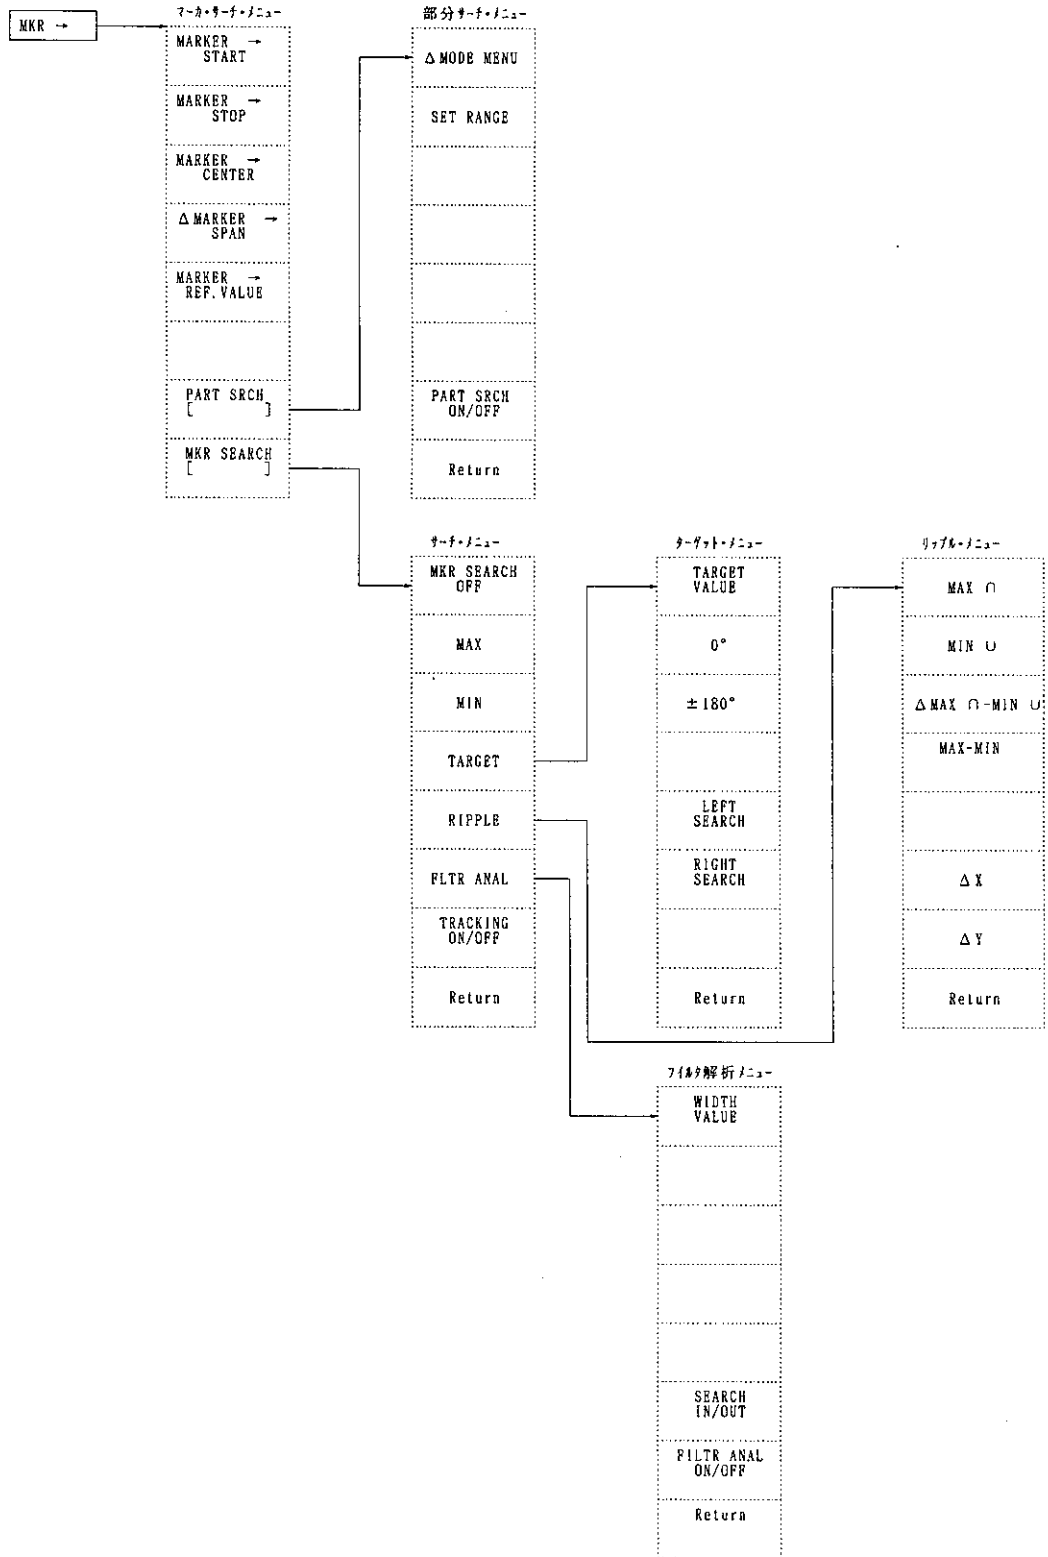 MKR →
マーカ・サーチ・メニュー
MARKER →
START
MARKER →
STOP
MARKER →
CENTER
Δ MARKER →
SPAN
MARKER →
REF.VALUE
PART SRCH
[ ]
MKR SEARCH
[ ]
部分サーチ・メニュー
Δ MODE MENU
SET RANGE
PART SRCH
ON/OFF
Return
サーチ・メニュー
MKR SEARCH
OFF
MAX
MIN
TARGET
RIPPLE
FLTR ANAL
TRACKING
ON/OFF
Return
ターゲット・メニュー
TARGET
VALUE
0°
±180°
LEFT
SEARCH
RIGHT
SEARCH
Return
リップル・メニュー
MAX ∩
MIN ∪
Δ MAX ∩-MIN ∪
MAX-MIN
Δ X
Δ Y
Return
フィルタ解析メニュー
WIDTH
VALUE
SEARCH
IN/OUT
FILTR ANAL
ON/OFF
Return